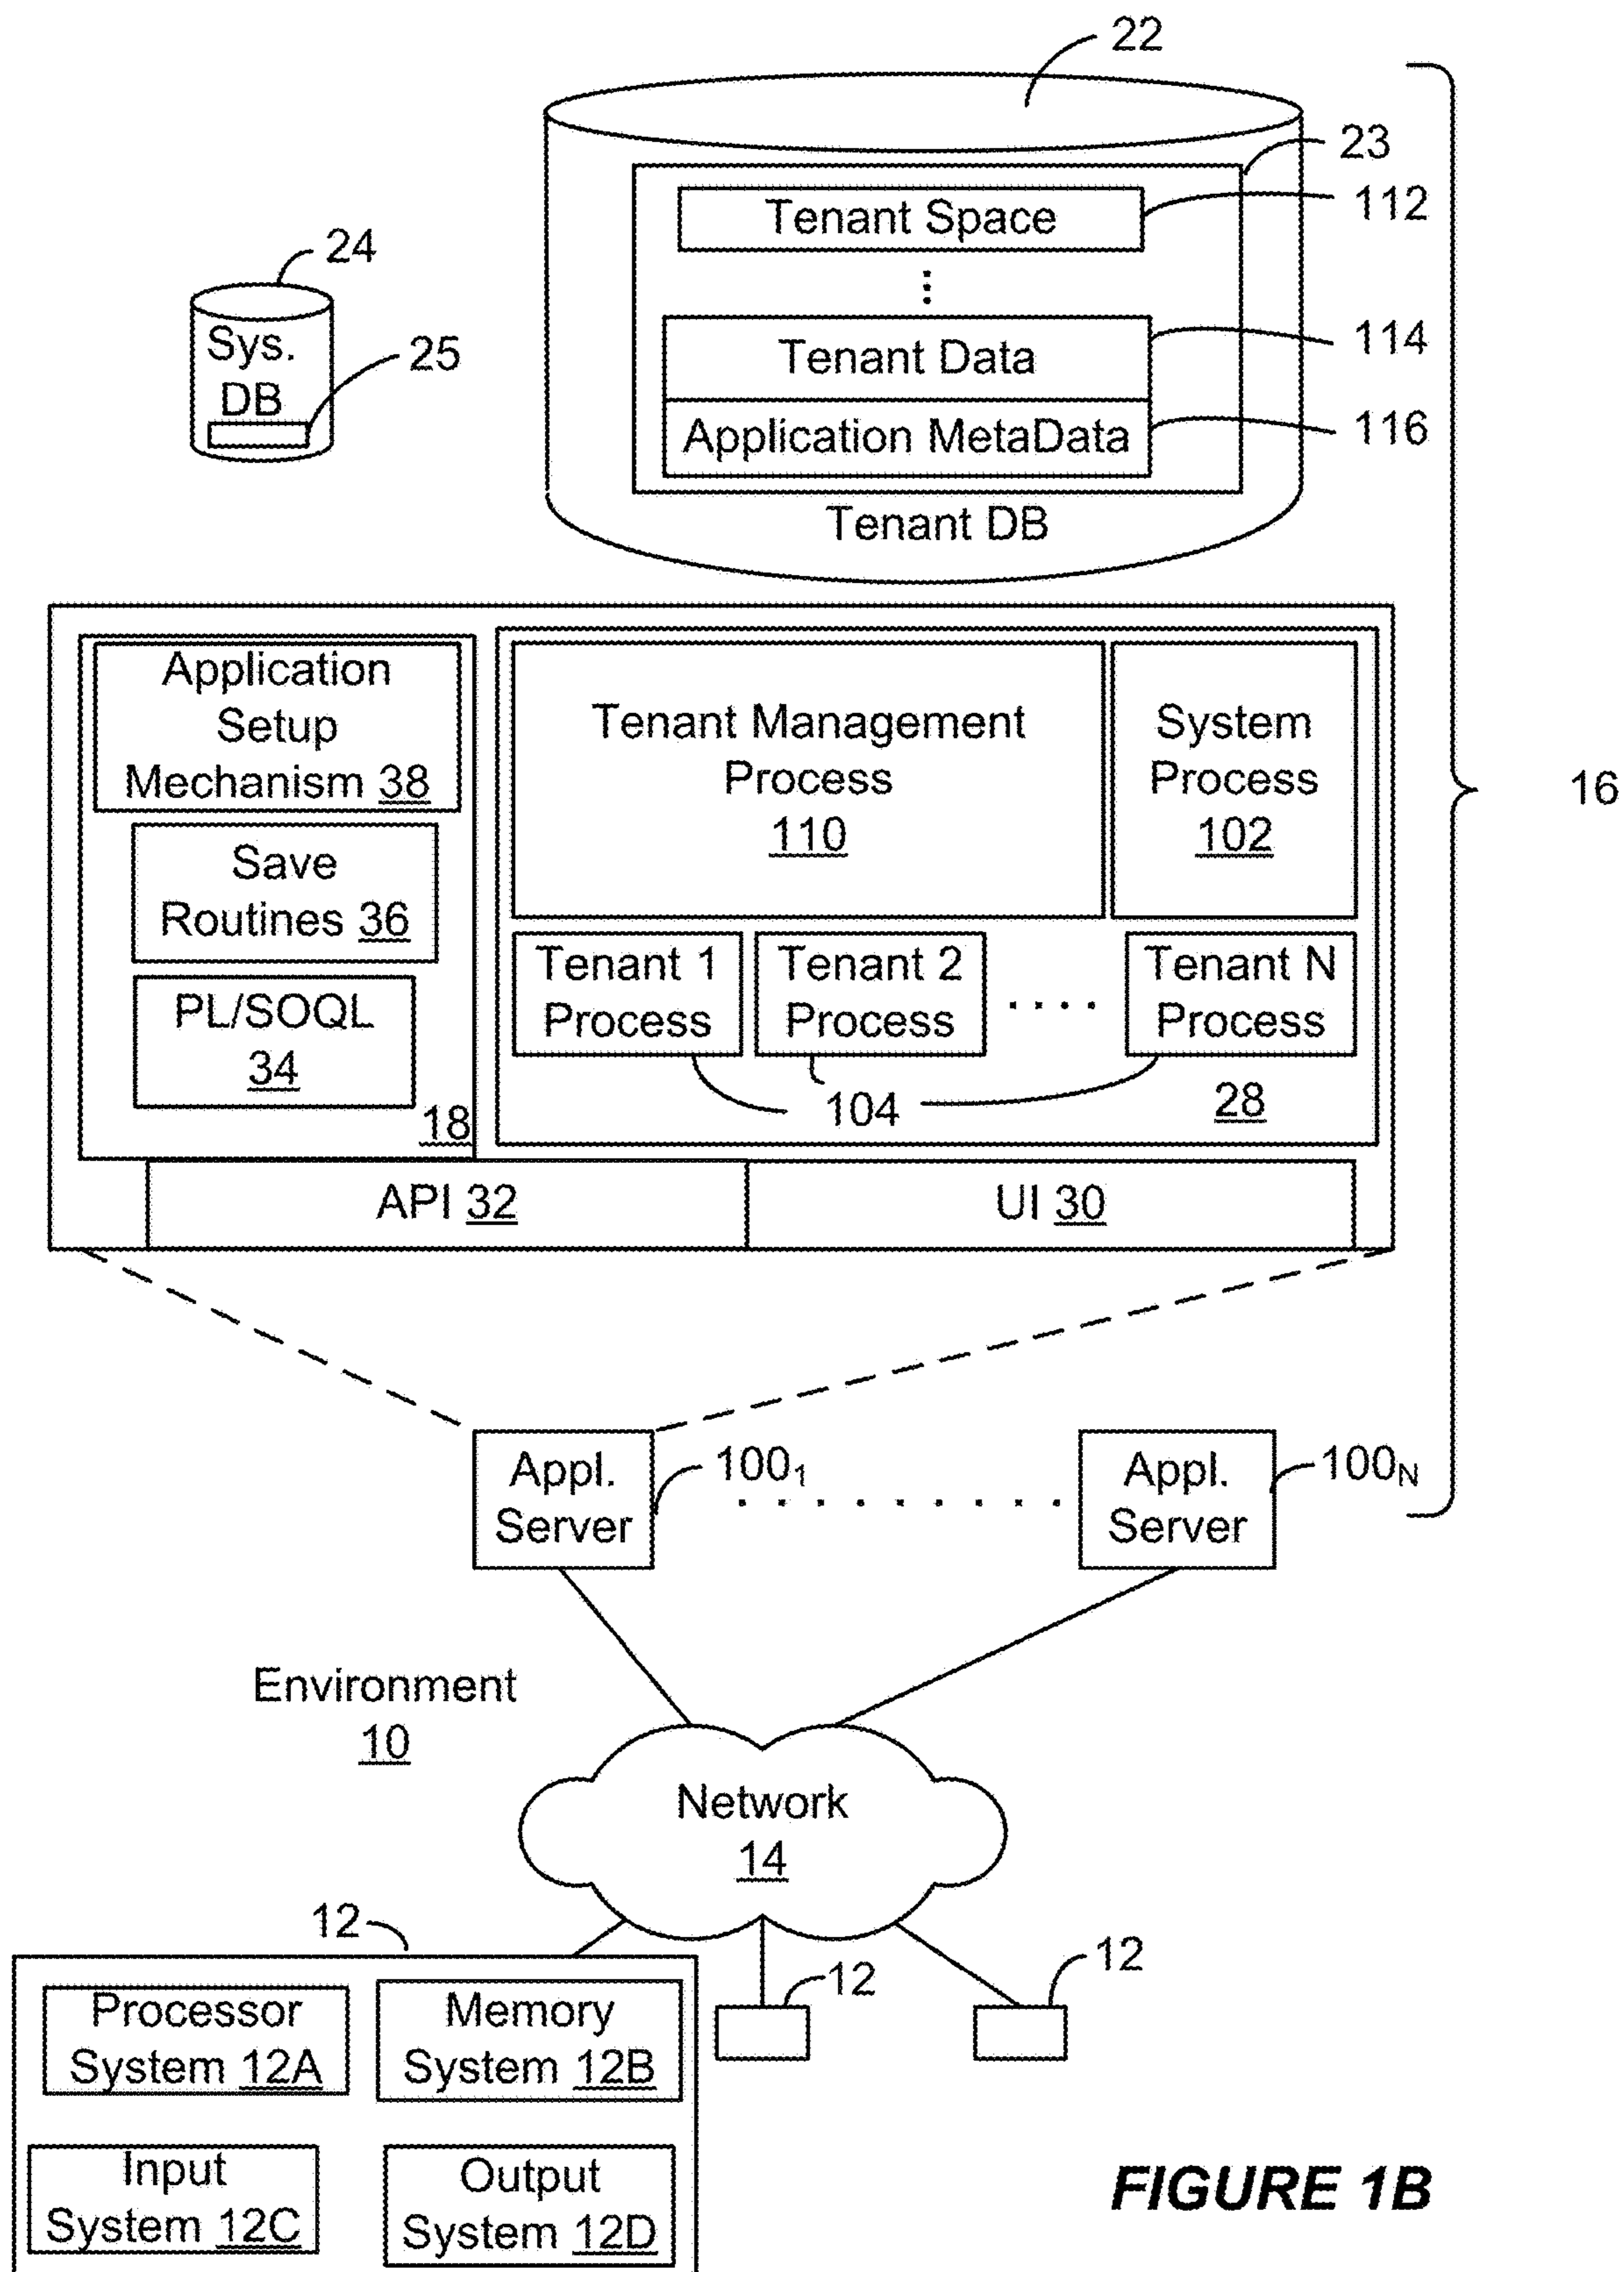 22
23
Tenant Space
112
24
Sys.
DB
25
Tenant Data
114
Application MetaData
116
Tenant DB
16
Application
Setup
Mechanism 38
Save
Routines 36
PL/SOQL
34
18
Tenant Management
Process
110
System
Process
102
Tenant 1
Process
Tenant 2
Process
Tenant N
Process
104
28
API 32
UI 30
Appl.
Server
100₁
Appl.
Server
100N
Environment
10
Network
14
12
Processor
System 12A
Memory
System 12B
Input
System 12C
Output
System 12D
12
12
FIGURE 1B